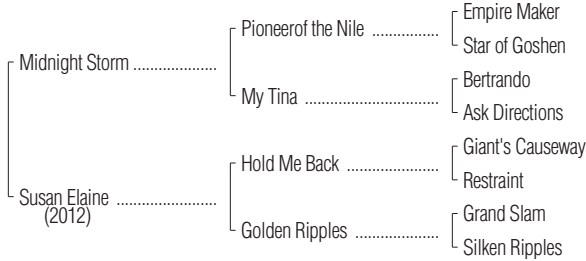 Empire Maker
Pioneerof the Nile ..................
Star of Goshen
Midnight Storm .....................
Bertrando
My Tina ..............................
Ask Directions
Giant's Causeway
Hold Me Back .....................
Restraint
Susan Elaine .........................
(2012)
Grand Slam
Golden Ripples ...................
Silken Ripples